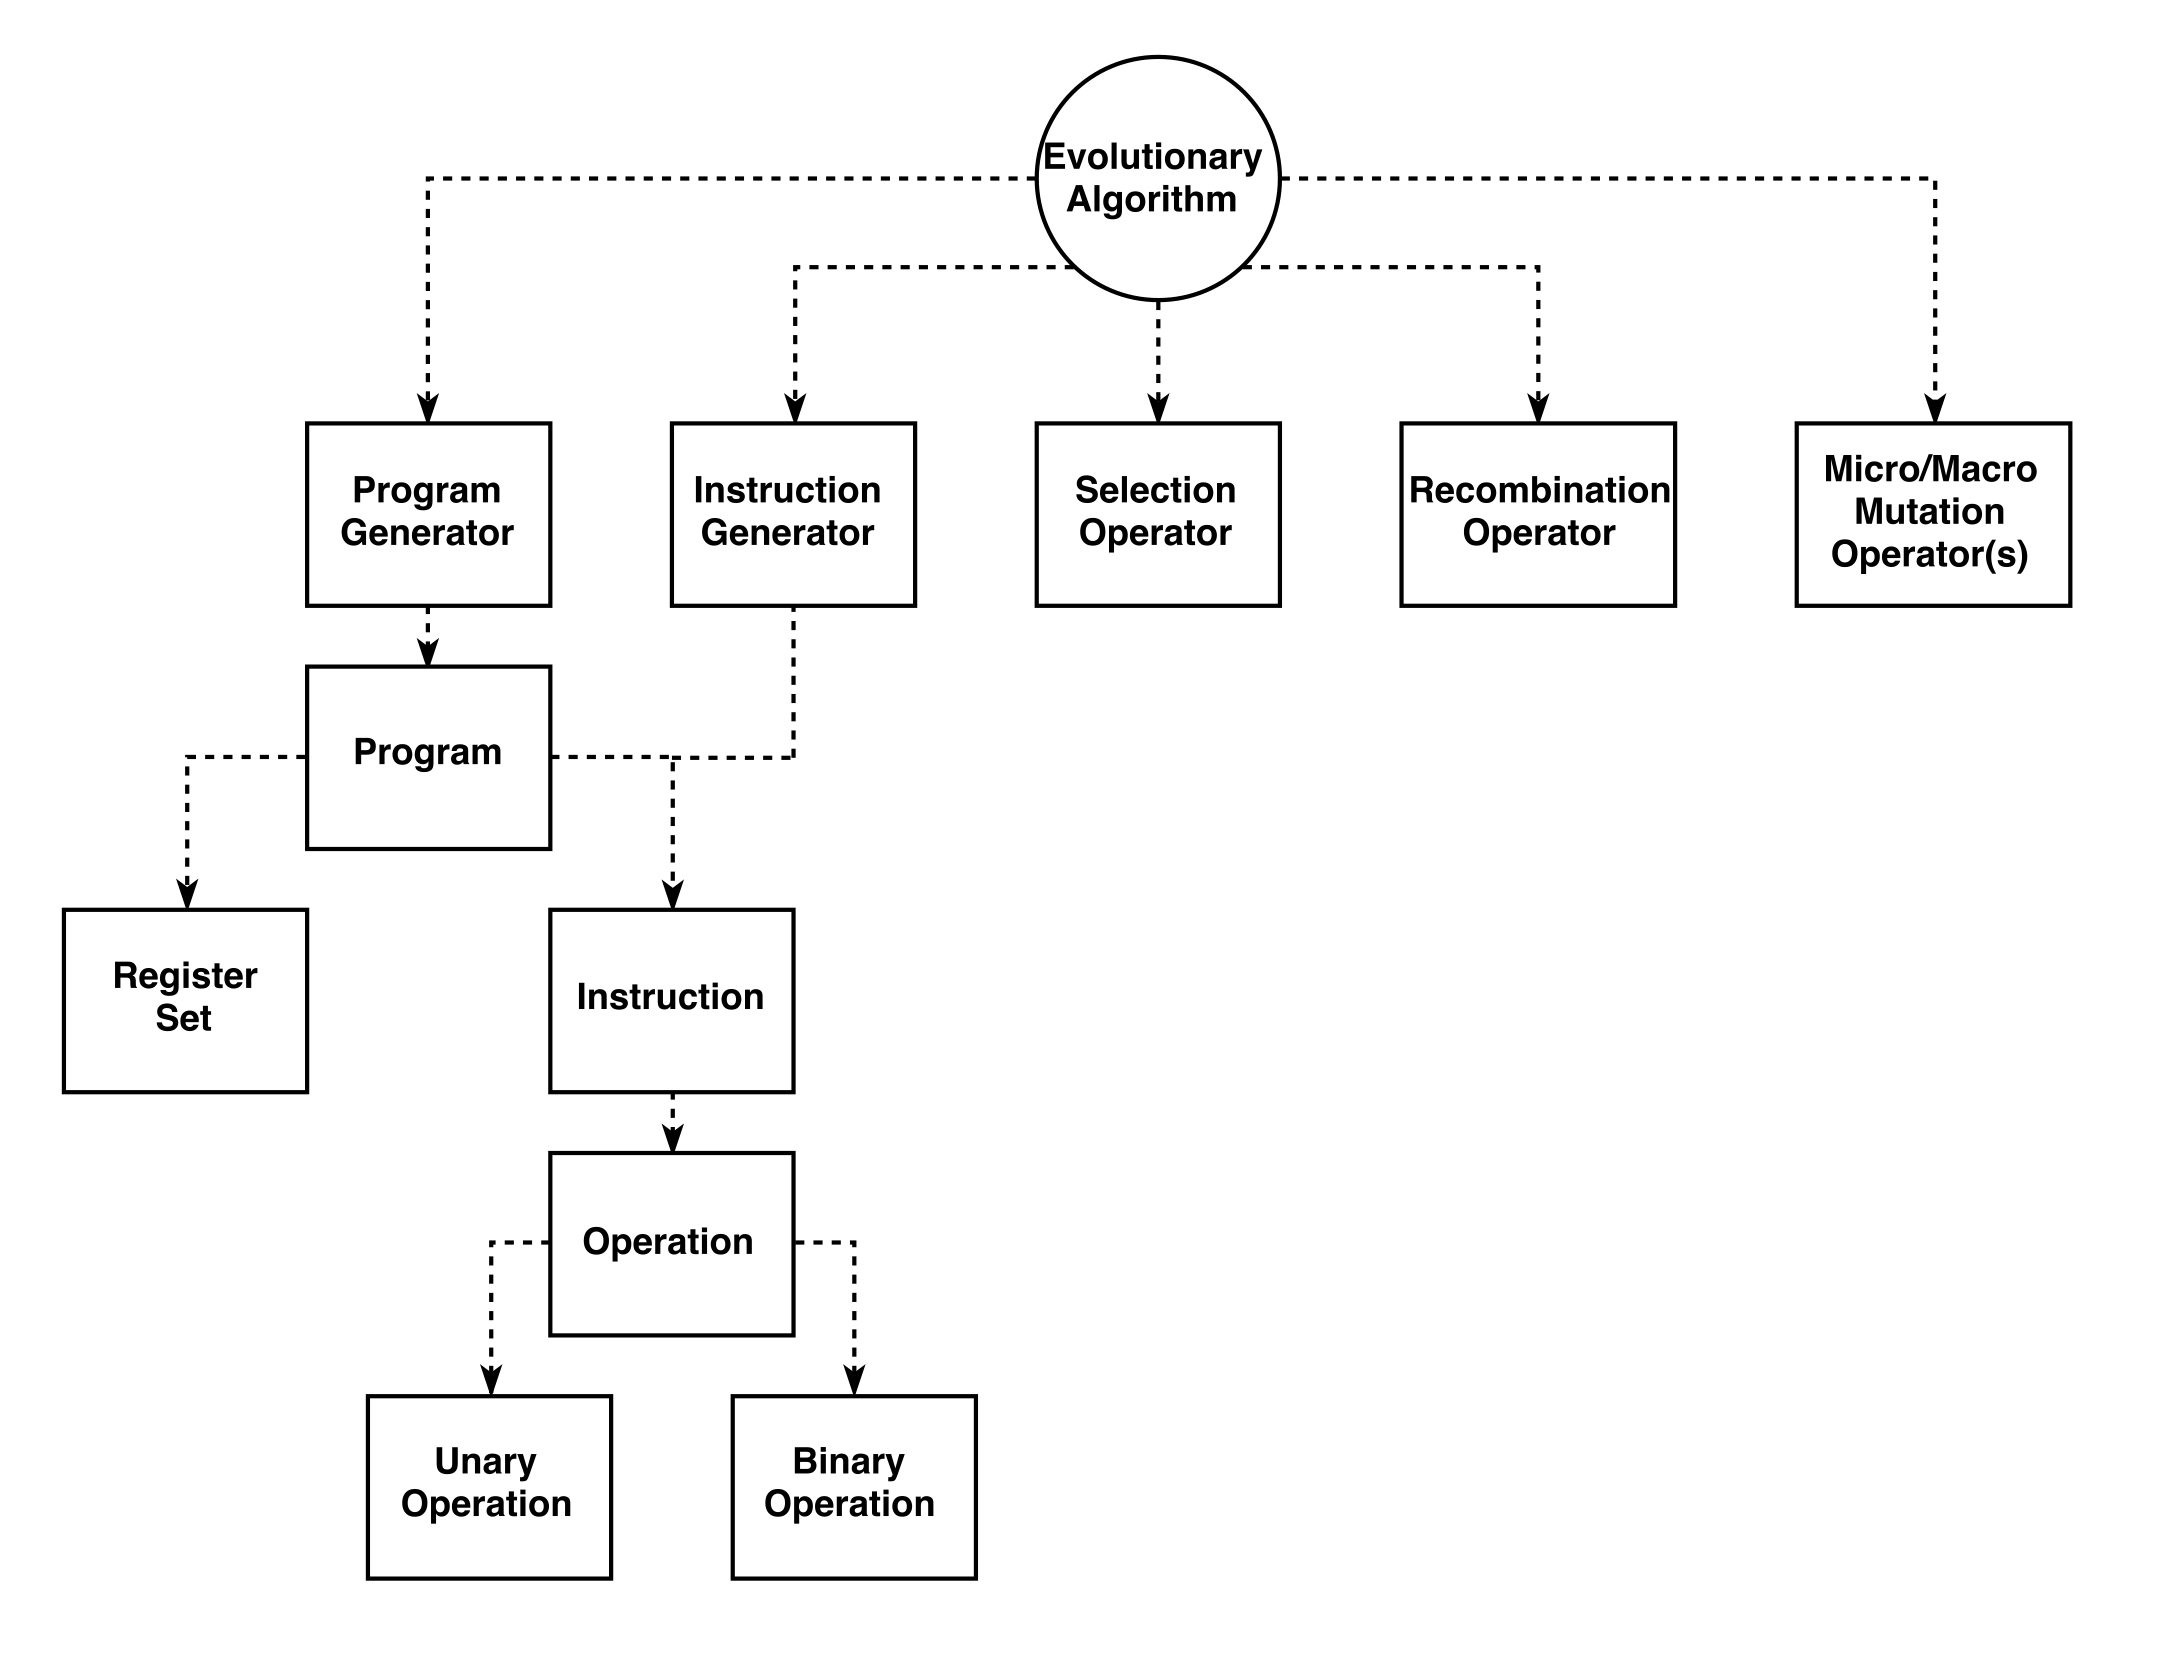 Evolutionary
Algorithm
Program
Generator
Instruction
Generator
Selection
Operator
Recombination
Operator
Micro/Macro
Mutation
Operator(s)
Program
Register
Set
Instruction
Operation
Unary
Operation
Binary
Operation